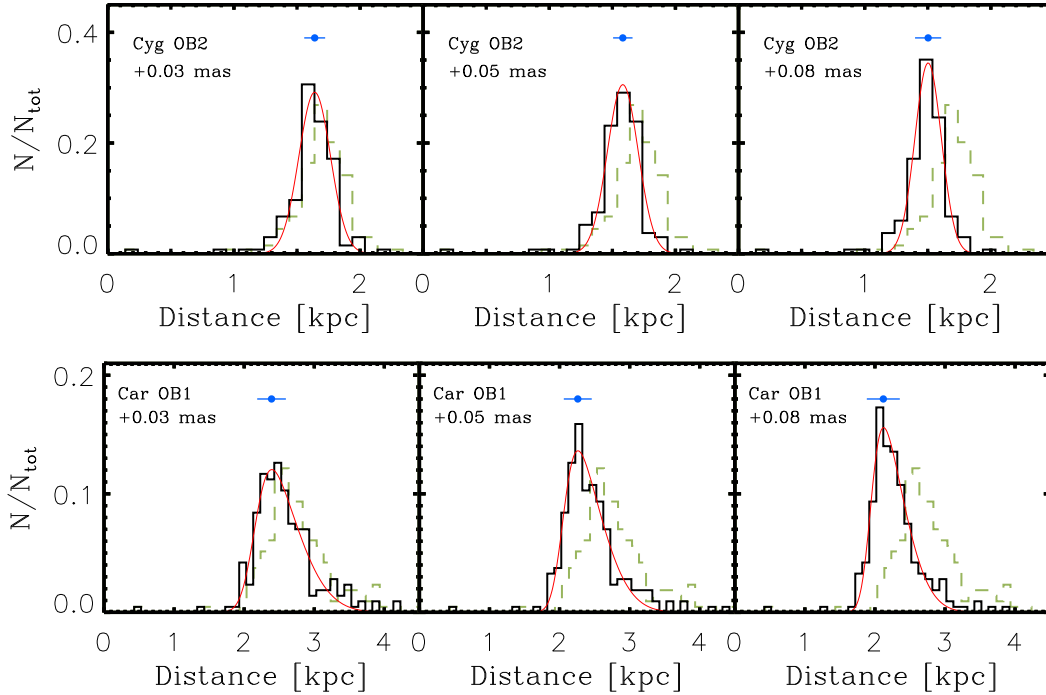 0.4
0.2
0.0
N/Ntot
Cyg OB2
+0.03 mas
Cyg OB2
+0.05 mas
Cyg OB2
+0.08 mas
0 1 2 0 1 2 0 1 2
Distance [kpc] Distance [kpc] Distance [kpc]
0.2
0.1
0.0
N/Ntot
Car OB1
+0.03 mas
Car OB1
+0.05 mas
Car OB1
+0.08 mas
0 1 2 3 4 0 1 2 3 4 0 1 2 3 4
Distance [kpc] Distance [kpc] Distance [kpc]